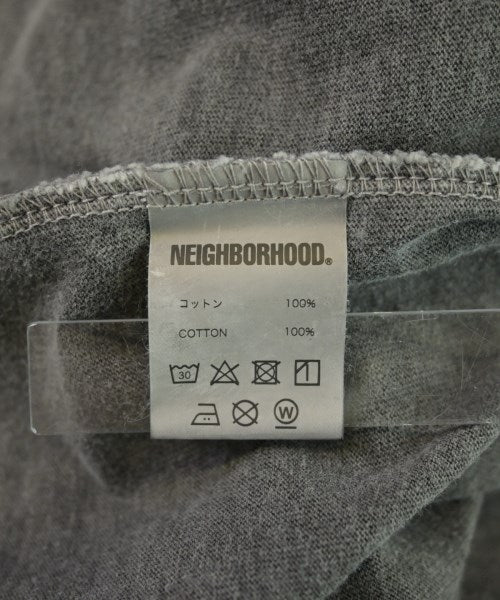 NEIGHBORHOOD®
コットン 100%
COTTON 100%
30
W